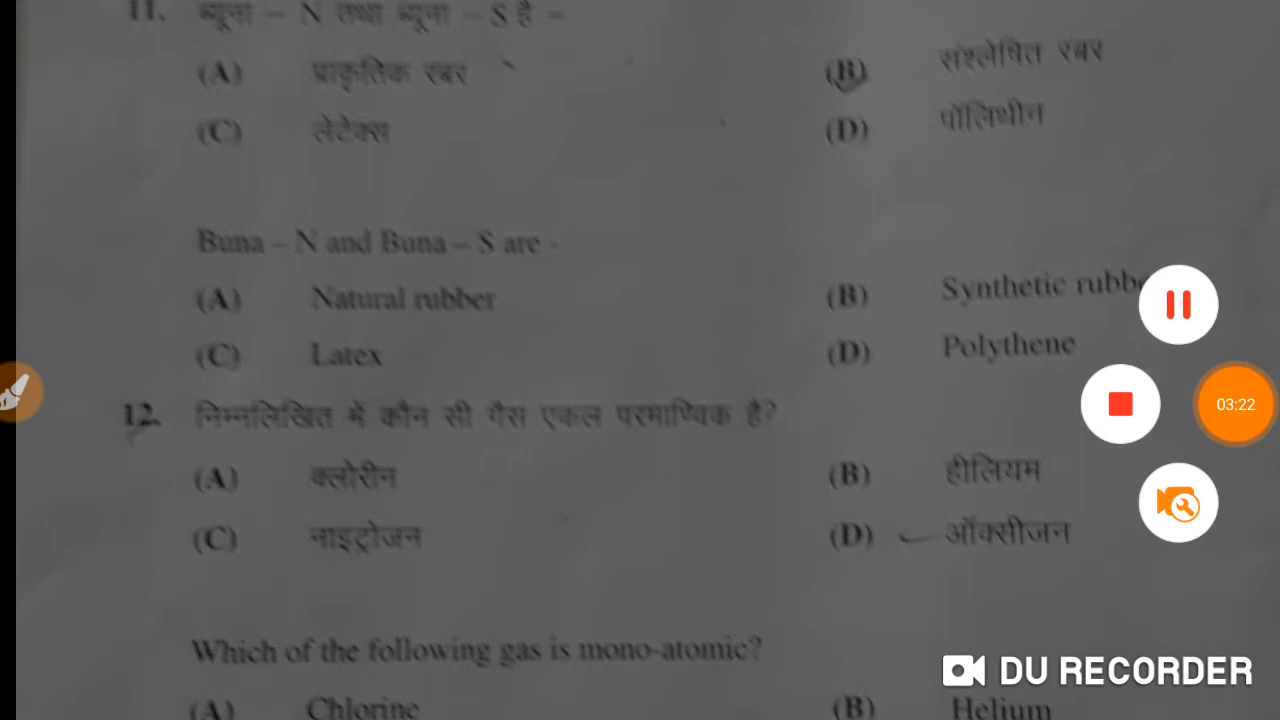 11. ब्यूना – N तथा ब्यूना – S है –
(A) प्राकृतिक रबर (B) संश्लेषित रबर
(C) लेटेक्स (D) पॉलिथीन
Buna – N and Buna – S are -
(A) Natural rubber (B) Synthetic rubbe
(C) Latex (D) Polythene
12. निम्नलिखित में कौन सी गैस एकल परमाण्विक है?
(A) क्लोरीन (B) हीलियम
(C) नाइट्रोजन (D) ऑक्सीजन
Which of the following gas is mono-atomic?
(A) Chlorine (B) Helium
03:22
DU RECORDER